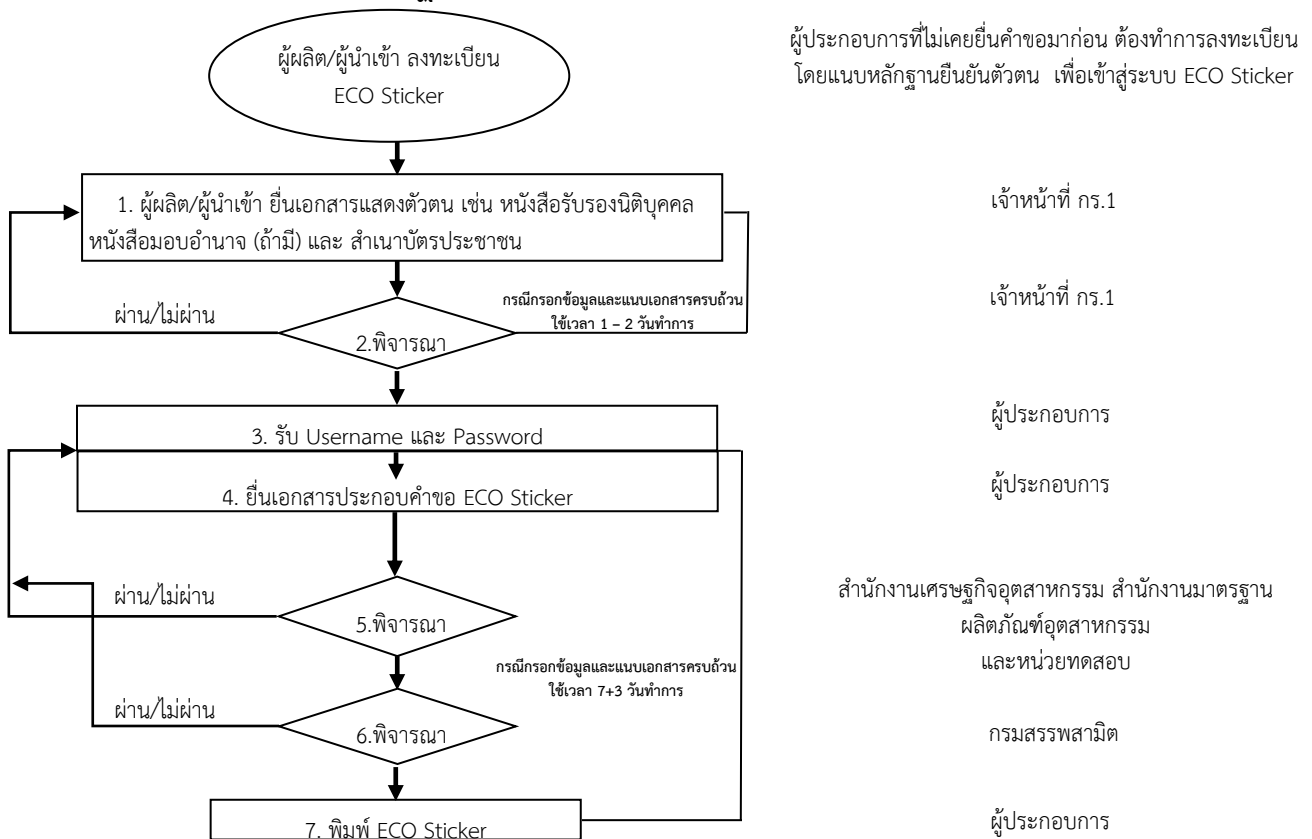 ผู้ผลิต/ผู้นำเข้า ลงทะเบียน
ECO Sticker
ผู้ประกอบการที่ไม่เคยยื่นคำขอมาก่อน ต้องทำการลงทะเบียน
โดยแนบหลักฐานยืนยันตัวตน เพื่อเข้าสู่ระบบ ECO Sticker
1. ผู้ผลิต/ผู้นำเข้า ยื่นเอกสารแสดงตัวตน เช่น หนังสือรับรองนิติบุคคล
หนังสือมอบอำนาจ (ถ้ามี) และ สำเนาบัตรประชาชน
เจ้าหน้าที่ กร.1
ผ่าน/ไม่ผ่าน
2.พิจารณา
กรณีกรอกข้อมูลและแนบเอกสารครบถ้วน
ใช้เวลา 1 – 2 วันทำการ
เจ้าหน้าที่ กร.1
3. รับ Username และ Password
ผู้ประกอบการ
4. ยื่นเอกสารประกอบคำขอ ECO Sticker
ผู้ประกอบการ
ผ่าน/ไม่ผ่าน
5.พิจารณา
สำนักงานเศรษฐกิจอุตสาหกรรม สำนักงานมาตรฐาน
ผลิตภัณฑ์อุตสาหกรรม
และหน่วยทดสอบ
กรณีกรอกข้อมูลและแนบเอกสารครบถ้วน
ใช้เวลา 7+3 วันทำการ
ผ่าน/ไม่ผ่าน
6.พิจารณา
กรมสรรพสามิต
7. พิมพ์ ECO Sticker
ผู้ประกอบการ